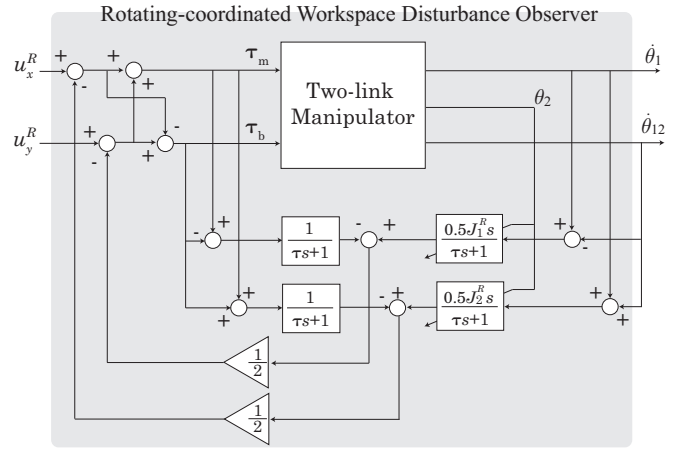 Rotating-coordinated Workspace Disturbance Observer
u_x^R + - + + τ_m Two-link Manipulator θ̇_1
θ_2
u_y^R + - + - τ_b θ̇_12
- + 1/(τs+1) - + 0.5J_1^R s/(τs+1) + -
+ + 1/(τs+1) - + 0.5J_2^R s/(τs+1) + +
1/2
1/2